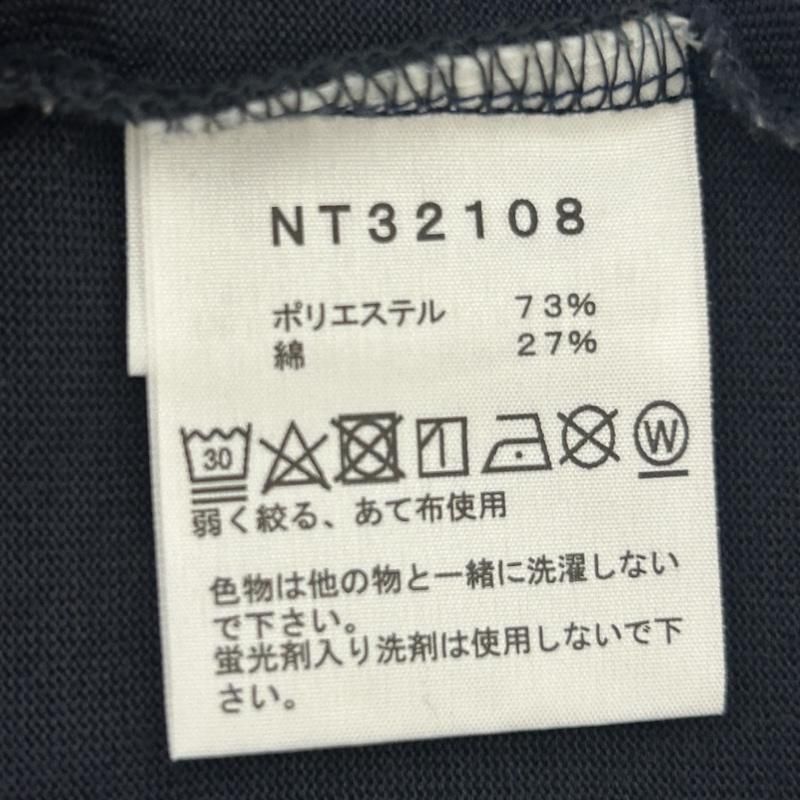 NT32108
ポリエステル 73%
綿 27%
30 W
弱く絞る、あて布使用
色物は他の物と一緒に洗濯しない
で下さい。
蛍光剤入り洗剤は使用しないで下
さい。